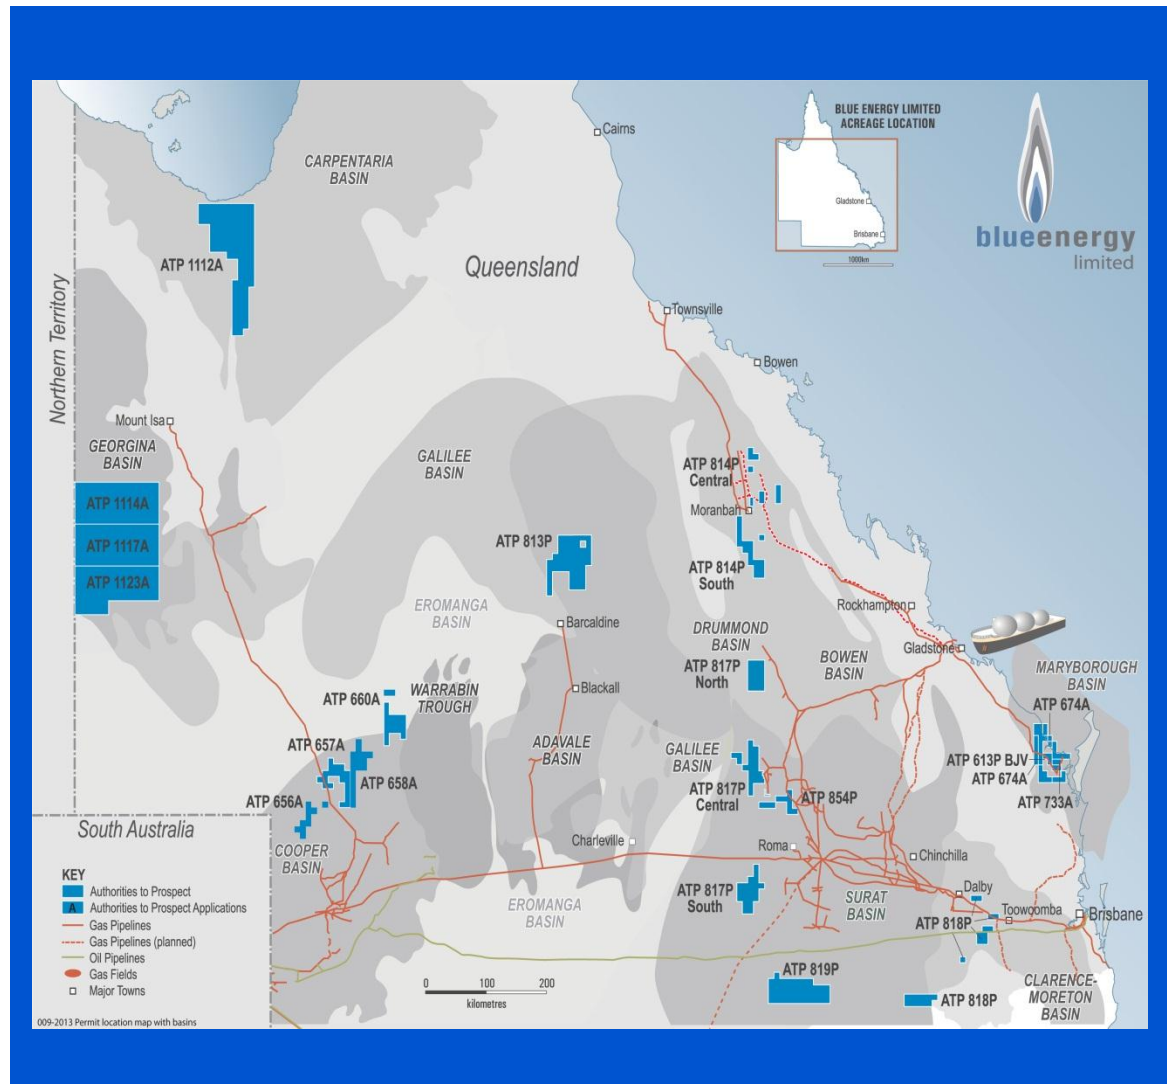 Cairns
BLUE ENERGY LIMITED
ACREAGE LOCATION
Gladstone
Brisbane
1000km
blueenergy
limited
CARPENTARIA
BASIN
ATP 1112A
Queensland
Northern Territory
Townsville
Bowen
Mount Isa
GEORGINA
BASIN
GALILEE
BASIN
ATP 814P
Central
ATP 1114A
Moranbah
ATP 1117A
ATP 813P
ATP 814P
South
ATP 1123A
EROMANGA
BASIN
Barcaldine
Rockhampton
DRUMMOND
BASIN
Gladstone
BOWEN
BASIN
MARYBOROUGH
BASIN
ATP 817P
North
ATP 660A
WARRABIN
TROUGH
Blackall
ATP 674A
ATP 657A
ADAVALE
BASIN
GALILEE
BASIN
ATP 613P BJV
ATP 674A
ATP 658A
ATP 817P
Central
ATP 854P
ATP 733A
ATP 656A
South Australia
COOPER
BASIN
Charleville
Roma
Chinchilla
KEY
Authorities to Prospect
A Authorities to Prospect Applications
Gas Pipelines
Gas Pipelines (planned)
Oil Pipelines
Gas Fields
Major Towns
EROMANGA
BASIN
ATP 817P
South
SURAT
BASIN
Dalby
Toowoomba
Brisbane
ATP 818P
ATP 819P
CLARENCE-
MORETON
BASIN
ATP 818P
0 100 200
kilometres
009-2013 Permit location map with basins